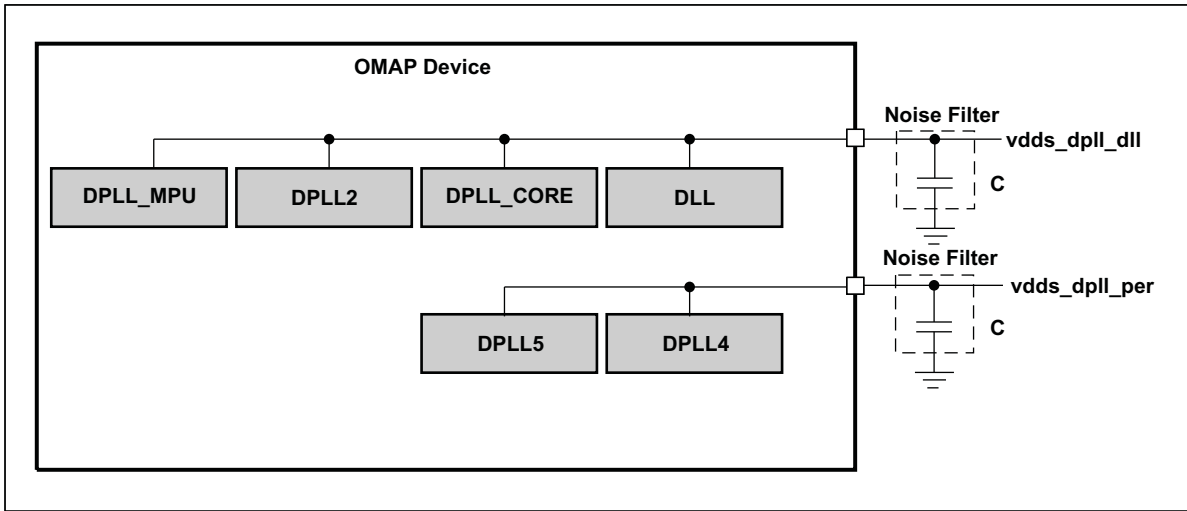 OMAP Device
Noise Filter
vdds_dpll_dll
C
DPLL_MPU
DPLL2
DPLL_CORE
DLL
Noise Filter
vdds_dpll_per
C
DPLL5
DPLL4